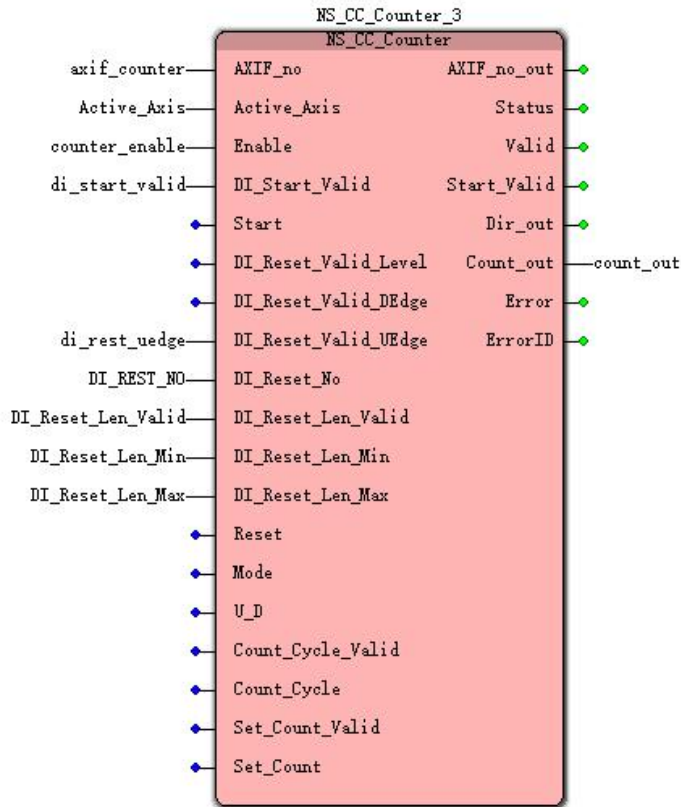 NS_CC_Counter_3
NS_CC_Counter
axif_counter AXIF_no AXIF_no_out
Active_Axis Active_Axis Status
counter_enable Enable Valid
di_start_valid DI_Start_Valid Start_Valid
Start Dir_out
DI_Reset_Valid_Level Count_out count_out
DI_Reset_Valid_DEdge Error
di_rest_uedge DI_Reset_Valid_UEdge ErrorID
DI_REST_NO DI_Reset_No
DI_Reset_Len_Valid DI_Reset_Len_Valid
DI_Reset_Len_Min DI_Reset_Len_Min
DI_Reset_Len_Max DI_Reset_Len_Max
Reset
Mode
U_D
Count_Cycle_Valid
Count_Cycle
Set_Count_Valid
Set_Count